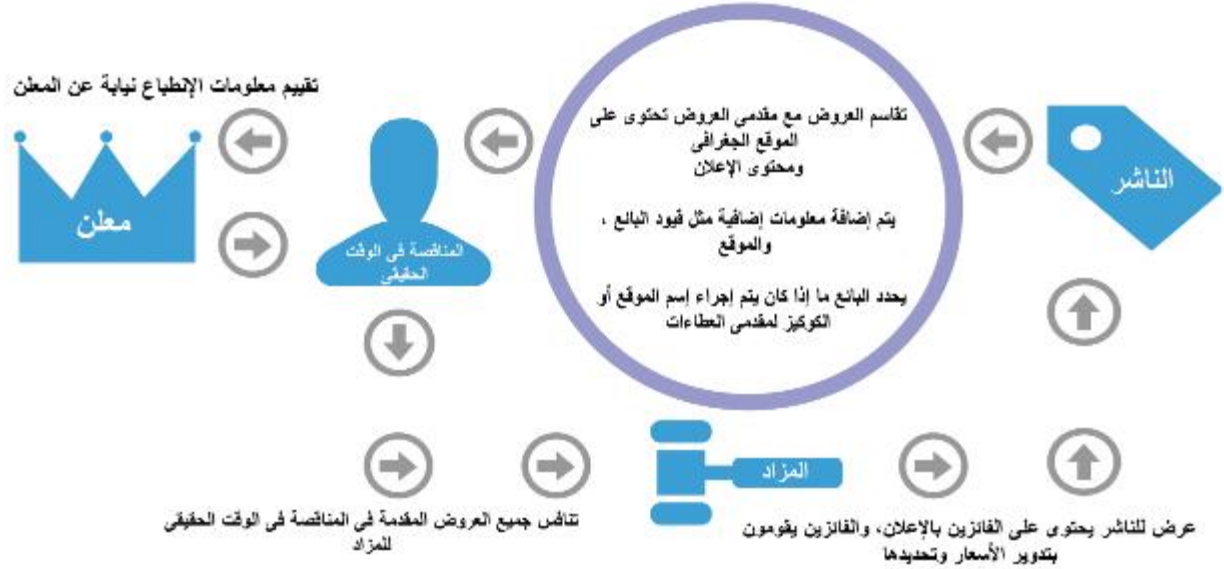 تقييم معلومات الإنطباع نيابة عن المعلن
معلن
المناقصة فى الوقت
الحقيقى
تقاسم العروض مع مقدمى العروض تحتوى على
الموقع الجغرافى
ومحتوى الإعلان
يتم إضافة معلومات إضافية مثل قيود البائع ،
والموقع
يحدد البائع ما إذا كان يتم إجراء إسم الموقع أو
الكوكيز لمقدمى العطاءات
الناشر
المزاد
تنافس جميع العروض المقدمة فى المناقصة فى الوقت الحقيقى
للمزاد
عرض للناشر يحتوى على الفائزين بالإعلان، والفائزين يقومون
بتدوير الأسعار وتحديدها